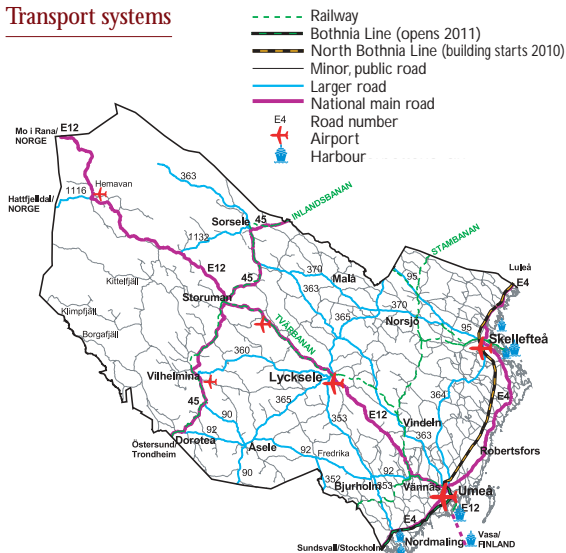 Transport systems
Railway
Bothnia Line (opens 2011)
North Bothnia Line (building starts 2010)
Minor, public road
Larger road
National main road
E4 Road number
Airport
Harbour
Mo i Rana/
NORGE
E12
363
Hemavan
1116
Hattfjelldal/
NORGE
INLANDSBANAN
45
Sorsele
1132
STAMBANAN
E12
45
370
Malå
95
Luleå
E4
Kittelfjäll
363
Storuman
370
Klimpfjäll
365
Norsjö
95
TVÄRBANAN
Skellefteå
Borgafjäll
360
Vilhelmina
Lycksele
364
E4
45
365
90
353
E12
Vindeln
92
363
Östersund/
Trondheim
Dorotea
Åsele
92
Fredrika
92
Robertsfors
90
352
Bjurholm
353
Vännäs
Umeå
E12
E4
Nordmaling
Vasa/
FINLAND
Sundsvall/Stockholm